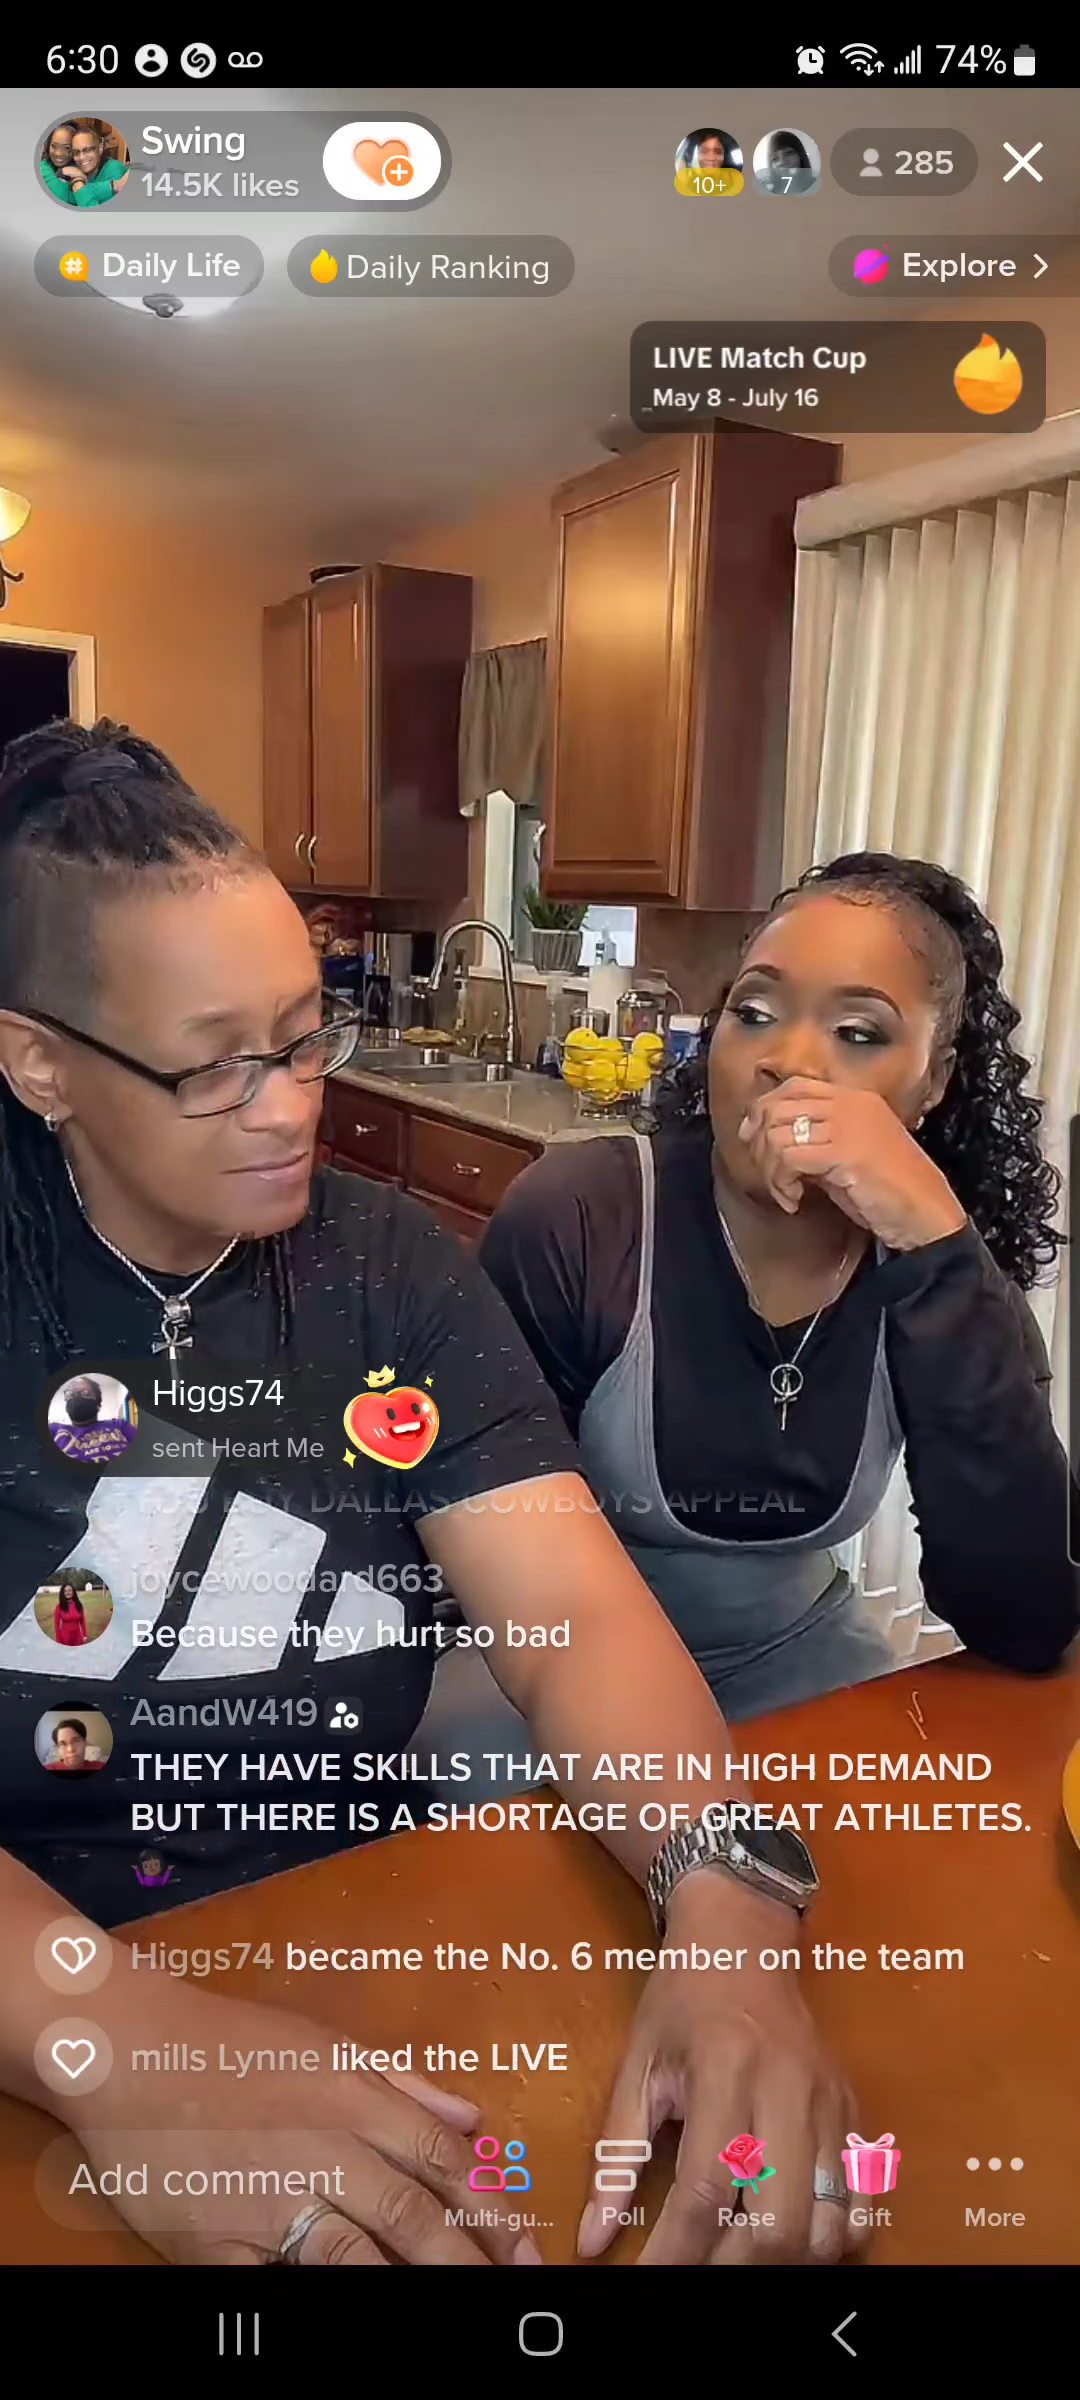 6:30
74%
Swing
14.5K likes
10+
7
285
Daily Life
Daily Ranking
Explore
LIVE Match Cup
May 8 - July 16
Higgs74
sent Heart Me
DALLAS COWBOYS APPEAL
joycewoodard663
Because they hurt so bad
AandW419
THEY HAVE SKILLS THAT ARE IN HIGH DEMAND
BUT THERE IS A SHORTAGE OF GREAT ATHLETES.
🤷🏾‍♀️
Higgs74 became the No. 6 member on the team
mills Lynne liked the LIVE
Add comment
Multi-gu...
Poll
Rose
Gift
More